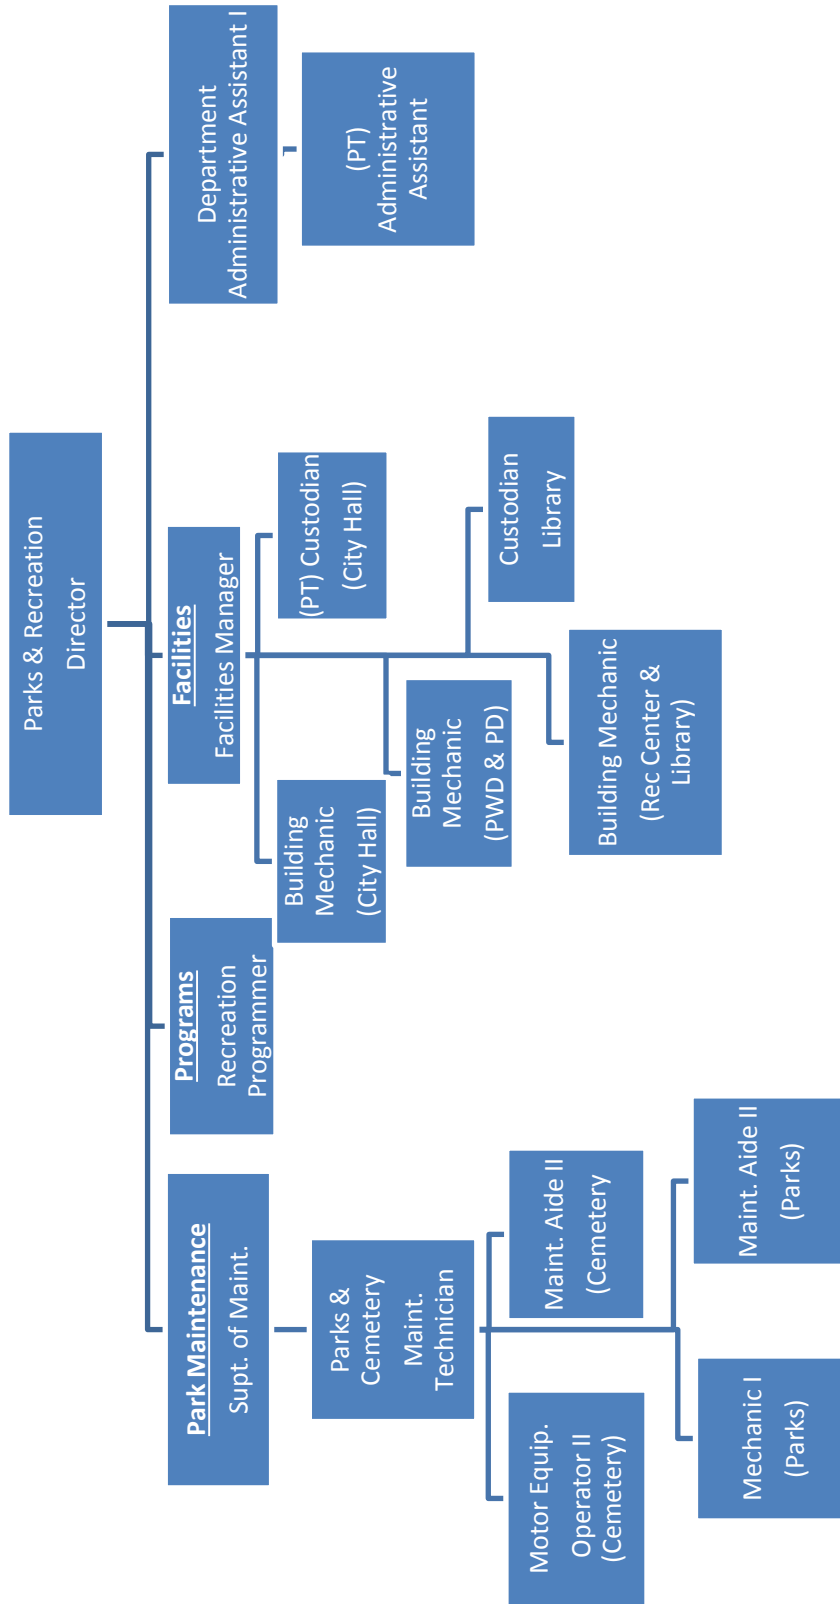 Parks & Recreation
Director
Park Maintenance
Supt. of Maint.
Programs
Recreation
Programmer
Facilities
Facilities Manager
Department
Administrative Assistant I
Parks &
Cemetery
Maint.
Technician
Building
Mechanic
(City Hall)
(PT) Custodian
(City Hall)
(PT)
Administrative
Assistant
Building
Mechanic
(PWD & PD)
Custodian
Library
Motor Equip.
Operator II
(Cemetery)
Maint. Aide II
(Cemetery
Building Mechanic
(Rec Center &
Library)
Mechanic I
(Parks)
Maint. Aide II
(Parks)